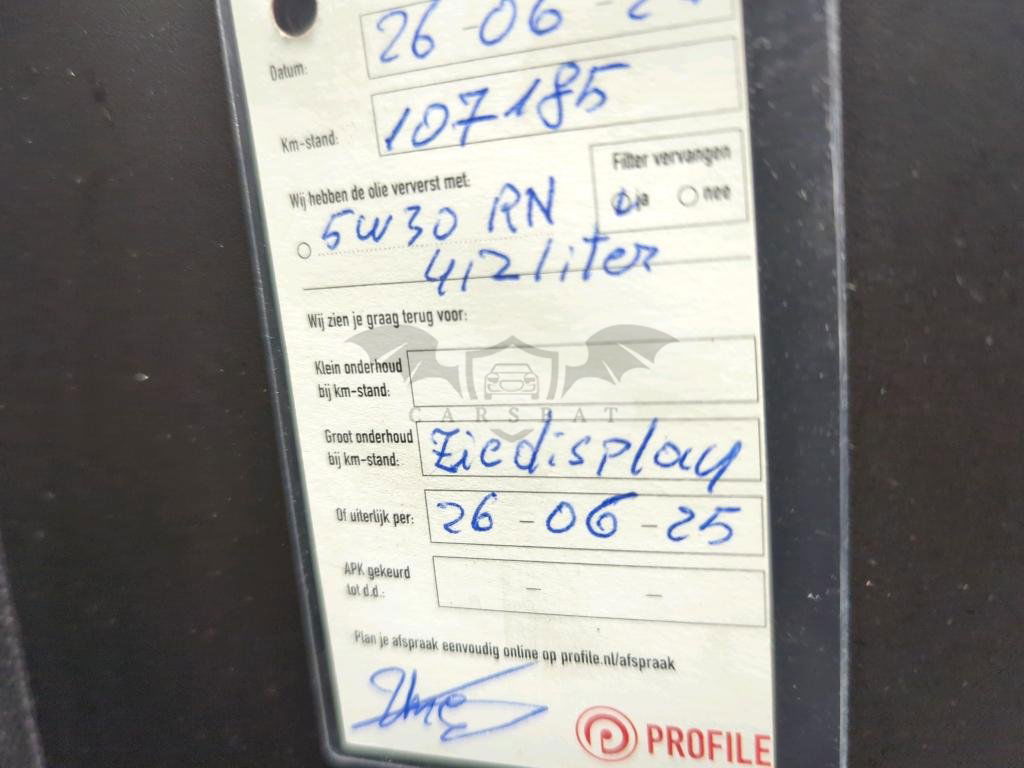 Datum: 26-06-24
Km-stand: 107185
Filter vervangen
ja nee
Wij hebben de olie ververst met:
5W30 RN
4,2 liter
Wij zien je graag terug voor:
Klein onderhoud
bij km-stand:
CARSBAT
Groot onderhoud
bij km-stand: Zie display
Of uiterlijk per: 26-06-25
APK gekeurd
tot d.d.: - -
Plan je afspraak eenvoudig online op profile.nl/afspraak
PROFILE